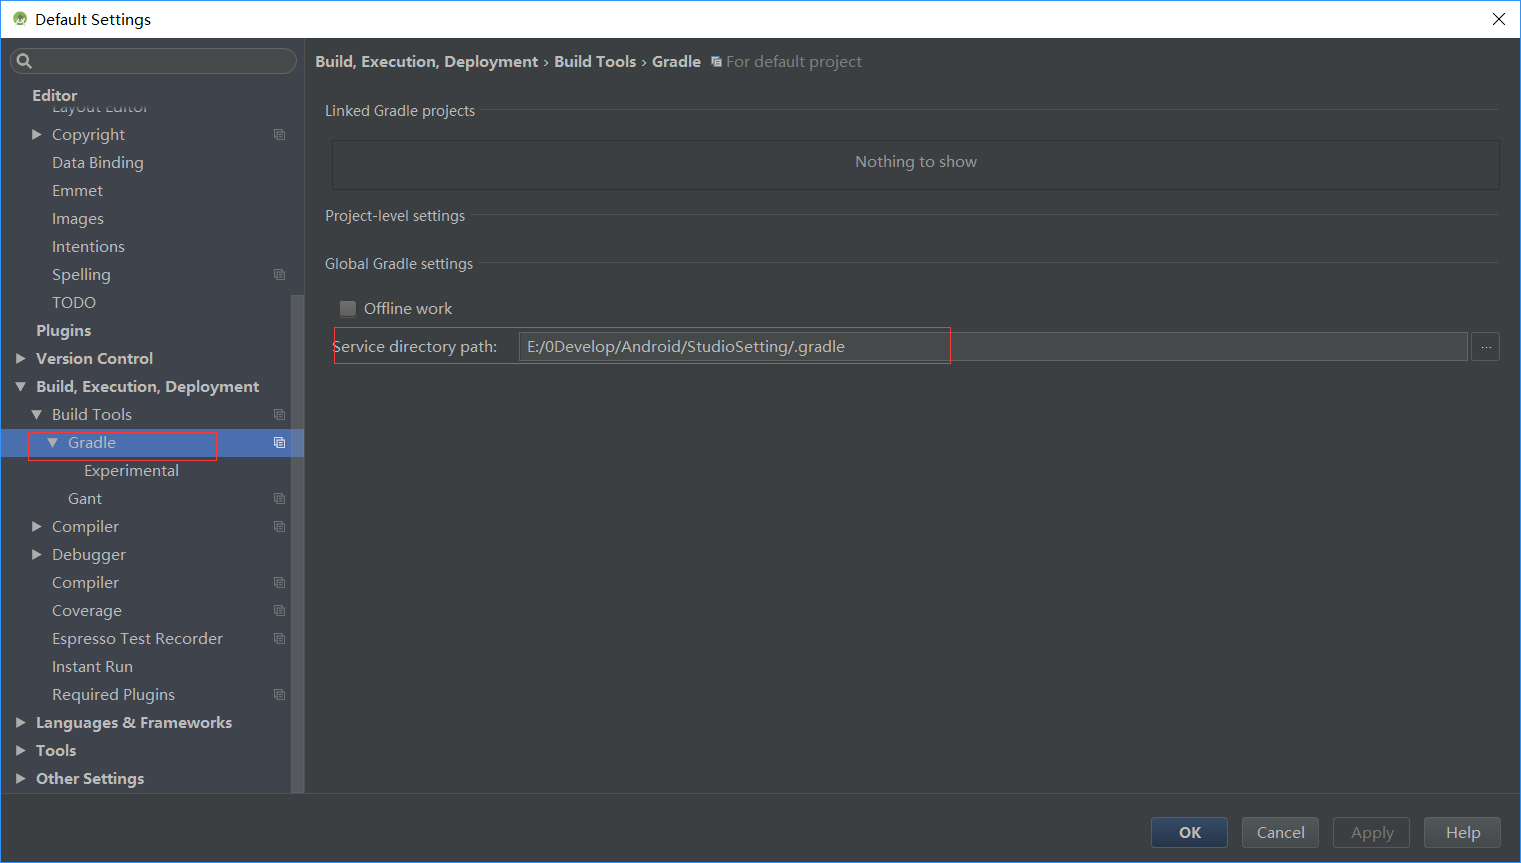 Default Settings
Editor
Layout Editor
Copyright
Data Binding
Emmet
Images
Intentions
Spelling
TODO
Plugins
Version Control
Build, Execution, Deployment
Build Tools
Gradle
Experimental
Gant
Compiler
Debugger
Compiler
Coverage
Espresso Test Recorder
Instant Run
Required Plugins
Languages & Frameworks
Tools
Other Settings
Build, Execution, Deployment › Build Tools › Gradle For default project
Linked Gradle projects
Nothing to show
Project-level settings
Global Gradle settings
Offline work
Service directory path: E:/0Develop/Android/StudioSetting/.gradle ...
OK Cancel Apply Help